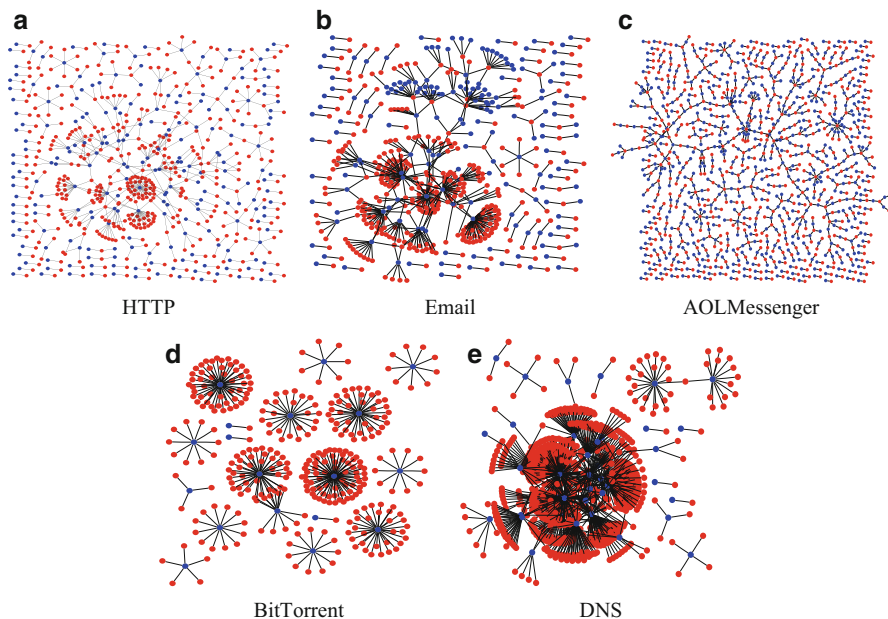 a
b
c
HTTP
Email
AOLMessenger
d
e
BitTorrent
DNS